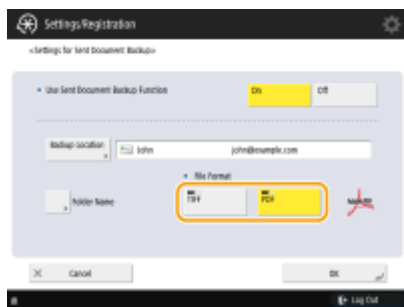 Settings/Registration
<Settings for Sent Document Backup>
Use Sent Document Backup Function
On
Off
Backup Location
John
john@example.com
File Format
Folder Name
TIFF
PDF
Cancel
OK
Log Out